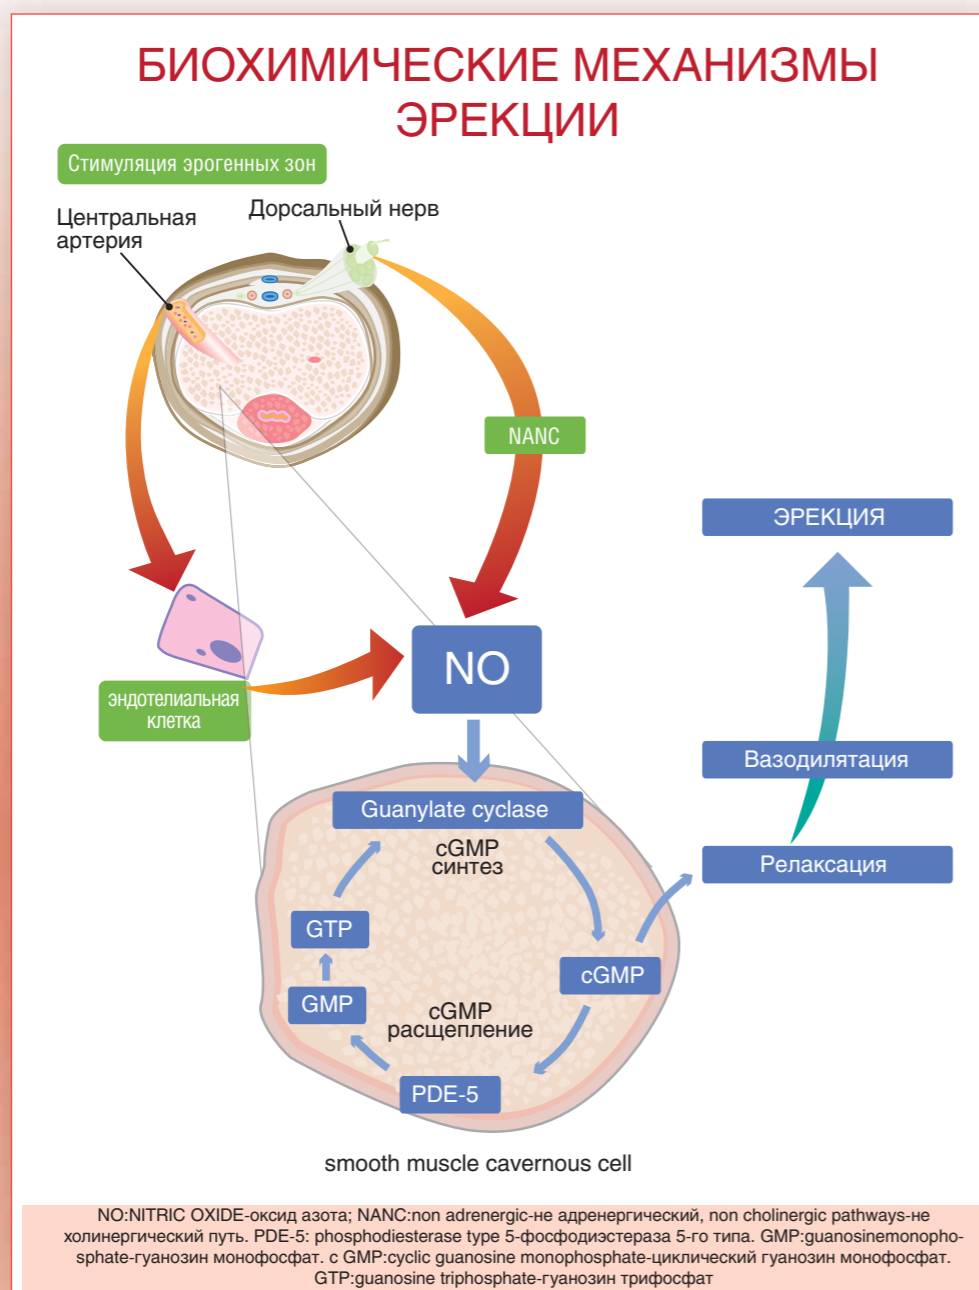 БИОХИМИЧЕСКИЕ МЕХАНИЗМЫ
ЭРЕКЦИИ
Стимуляция эрогенных зон
Центральная
артерия
Дорсальный нерв
NANC
ЭРЕКЦИЯ
NO
эндотелиальная
клетка
Вазодилятация
Guanylate cyclase
cGMP
синтез
Релаксация
GTP
cGMP
GMP
cGMP
расщепление
PDE-5
smooth muscle cavernous cell
NO:NITRIC OXIDE-оксид азота; NANC:non adrenergic-не адренергический, non cholinergic pathways-не
холинергический путь. PDE-5: phosphodiesterase type 5-фосфодиэстераза 5-го типа. GMP:guanosinemonopho-
sphate-гуанозин монофосфат. c GMP:cyclic guanosine monophosphate-циклический гуанозин монофосфат.
GTP:guanosine triphosphate-гуанозин трифосфат